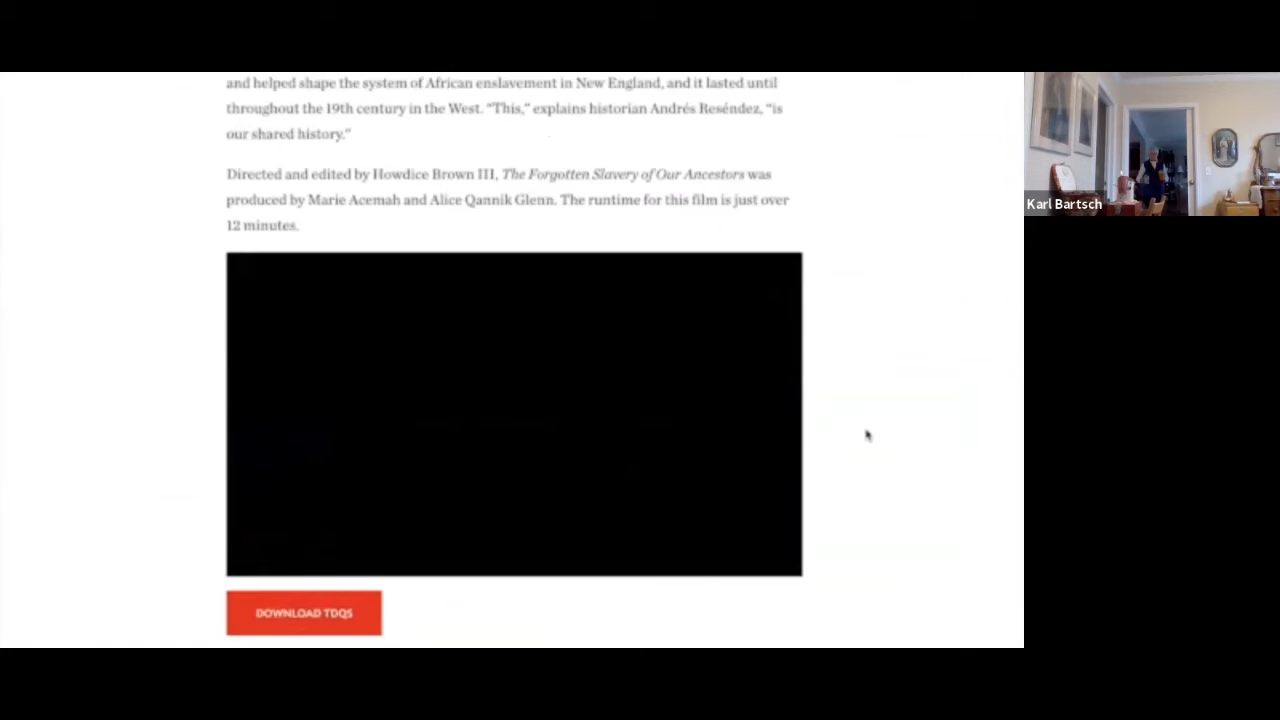 and helped shape the system of African enslavement in New England, and it lasted until
throughout the 19th century in the West. “This,” explains historian Andrés Reséndez, “is
our shared history.”
Directed and edited by Howdice Brown III, The Forgotten Slavery of Our Ancestors was
produced by Marie Acemah and Alice Qannik Glenn. The runtime for this film is just over
12 minutes.
DOWNLOAD TDQS
Karl Bartsch